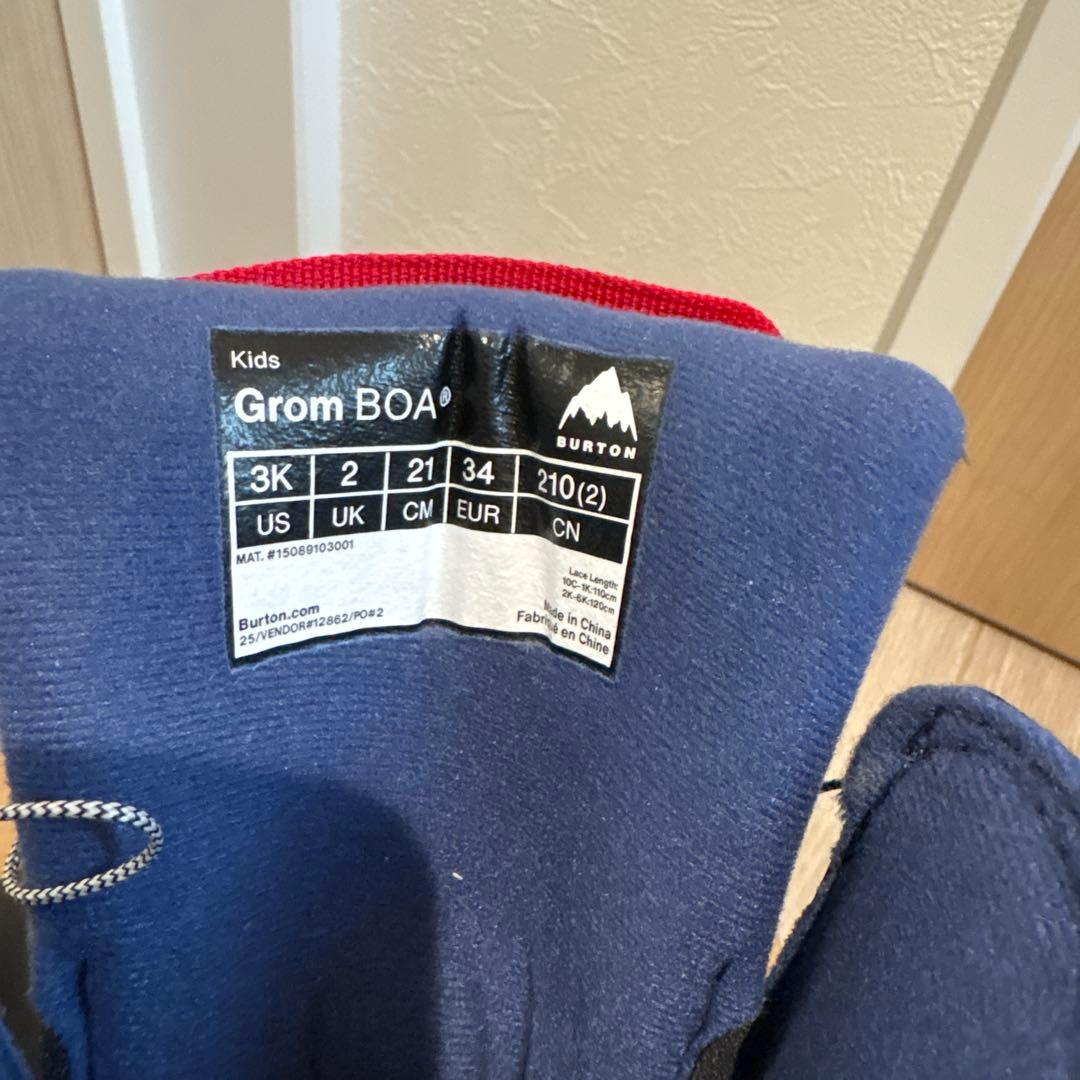 Kids
Grom BOA®
BURTON
3K 2 21 34 210(2)
US UK CM EUR CN
MAT. #15089103001
Lace Length:
10C-1K:110cm
2K-6K:120cm
Burton.com
25/VENDOR#12862/PO#2
Made in China
Fabriqué en Chine